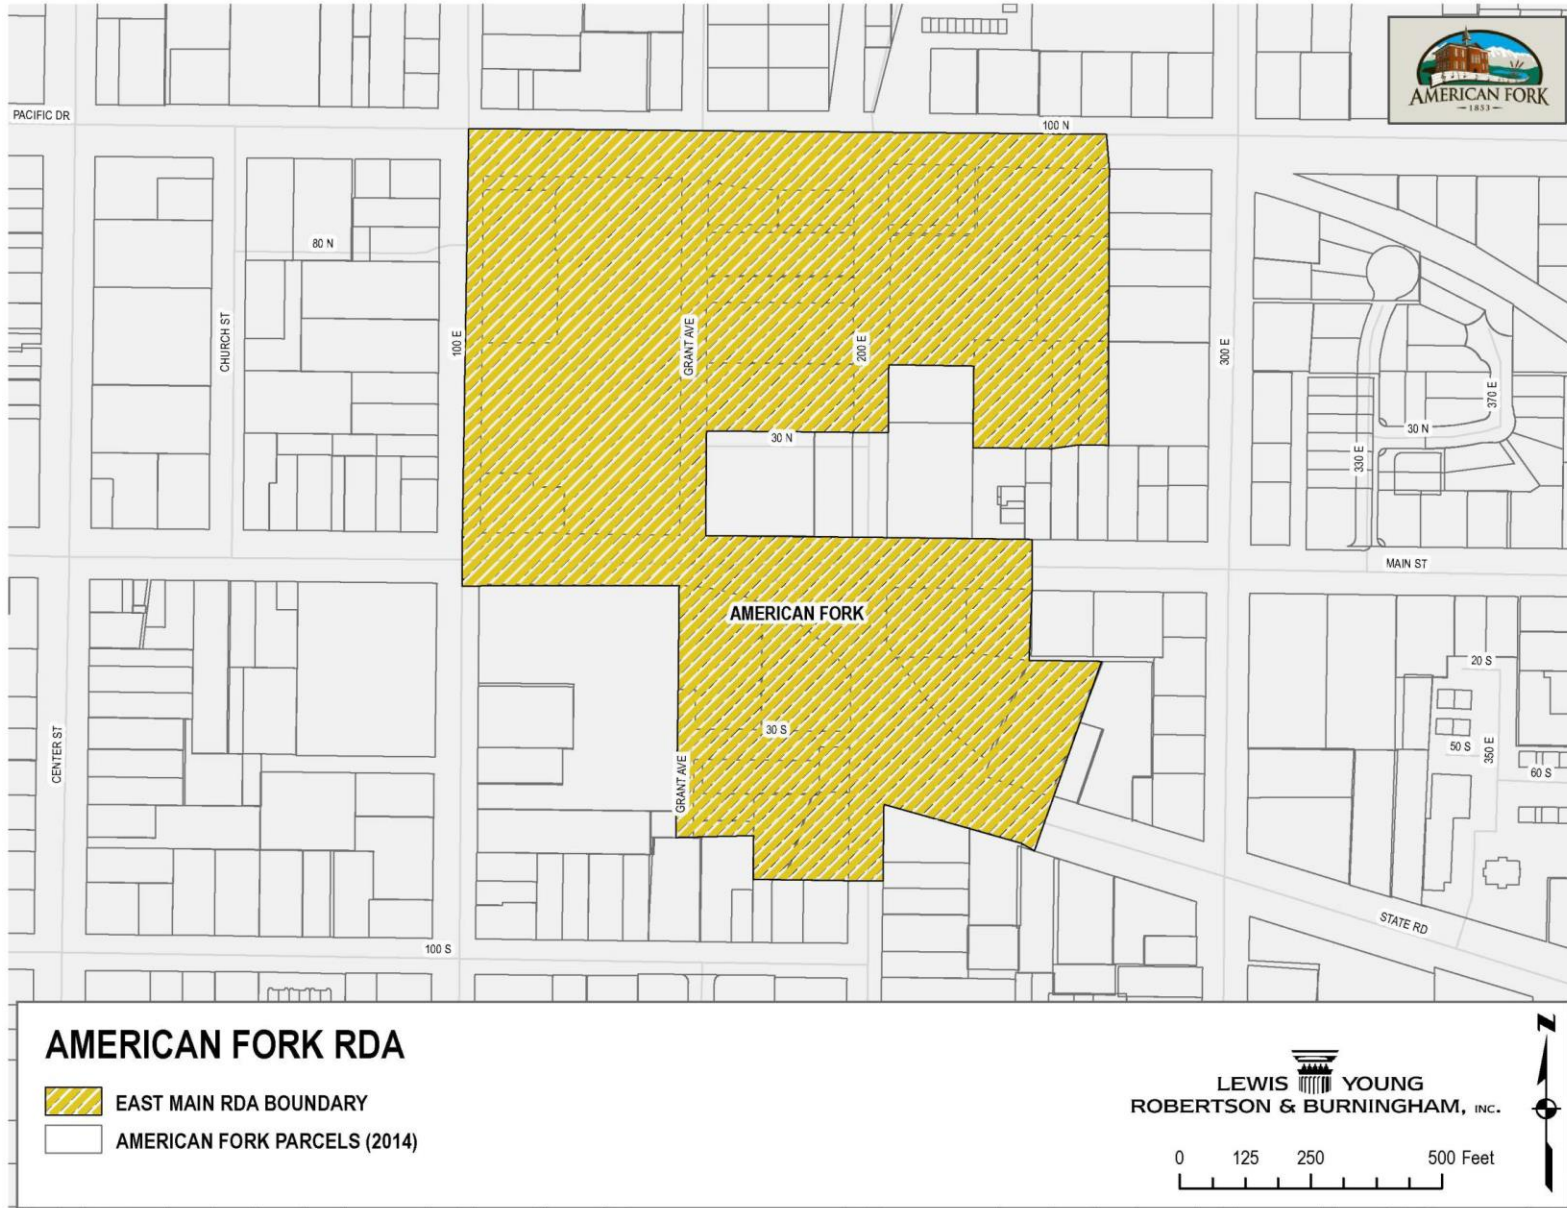 AMERICAN FORK
1853
PACIFIC DR
100 N
80 N
CHURCH ST
100 E
GRANT AVE
200 E
300 E
370 E
30 N
30 N
330 E
MAIN ST
AMERICAN FORK
20 S
30 S
CENTER ST
GRANT AVE
50 S
350 E
60 S
STATE RD
100 S
AMERICAN FORK RDA
EAST MAIN RDA BOUNDARY
AMERICAN FORK PARCELS (2014)
LEWIS YOUNG
ROBERTSON & BURNINGHAM, INC.
N
0 125 250 500 Feet